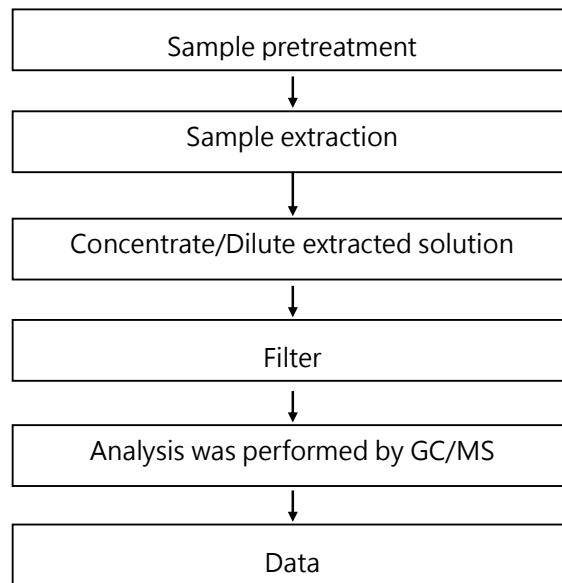 Sample pretreatment
Sample extraction
Concentrate/Dilute extracted solution
Filter
Analysis was performed by GC/MS
Data